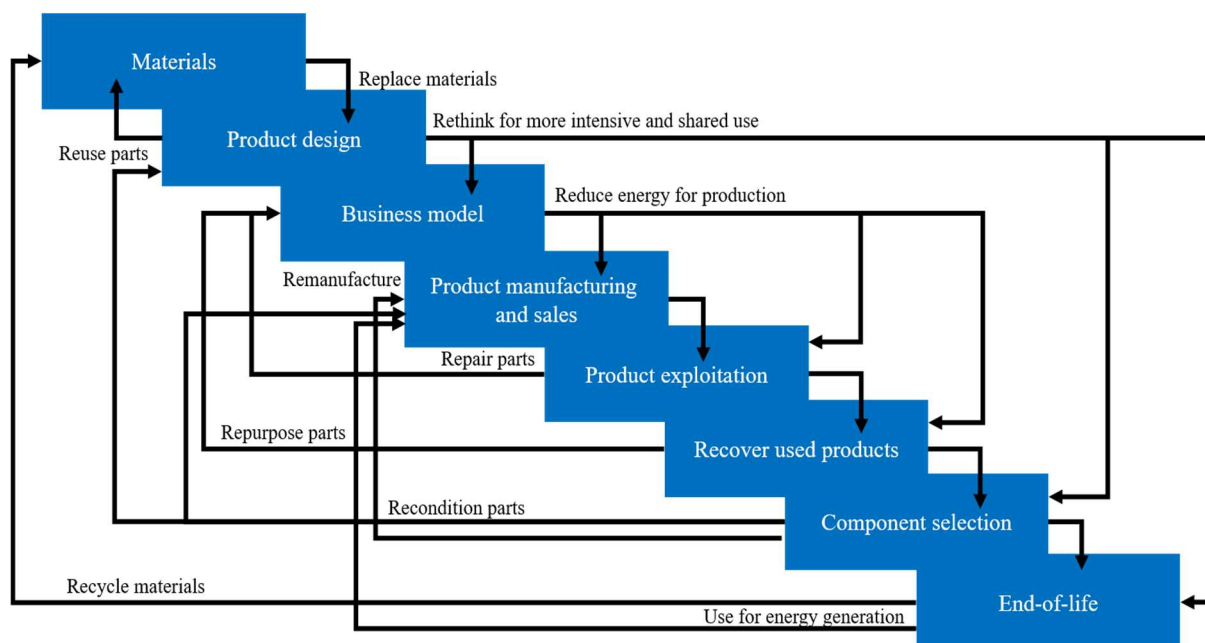 Materials
Replace materials
Product design
Rethink for more intensive and shared use
Reuse parts
Business model
Reduce energy for production
Remanufacture
Product manufacturing
and sales
Repair parts
Product exploitation
Repurpose parts
Recover used products
Recondition parts
Component selection
Recycle materials
End-of-life
Use for energy generation